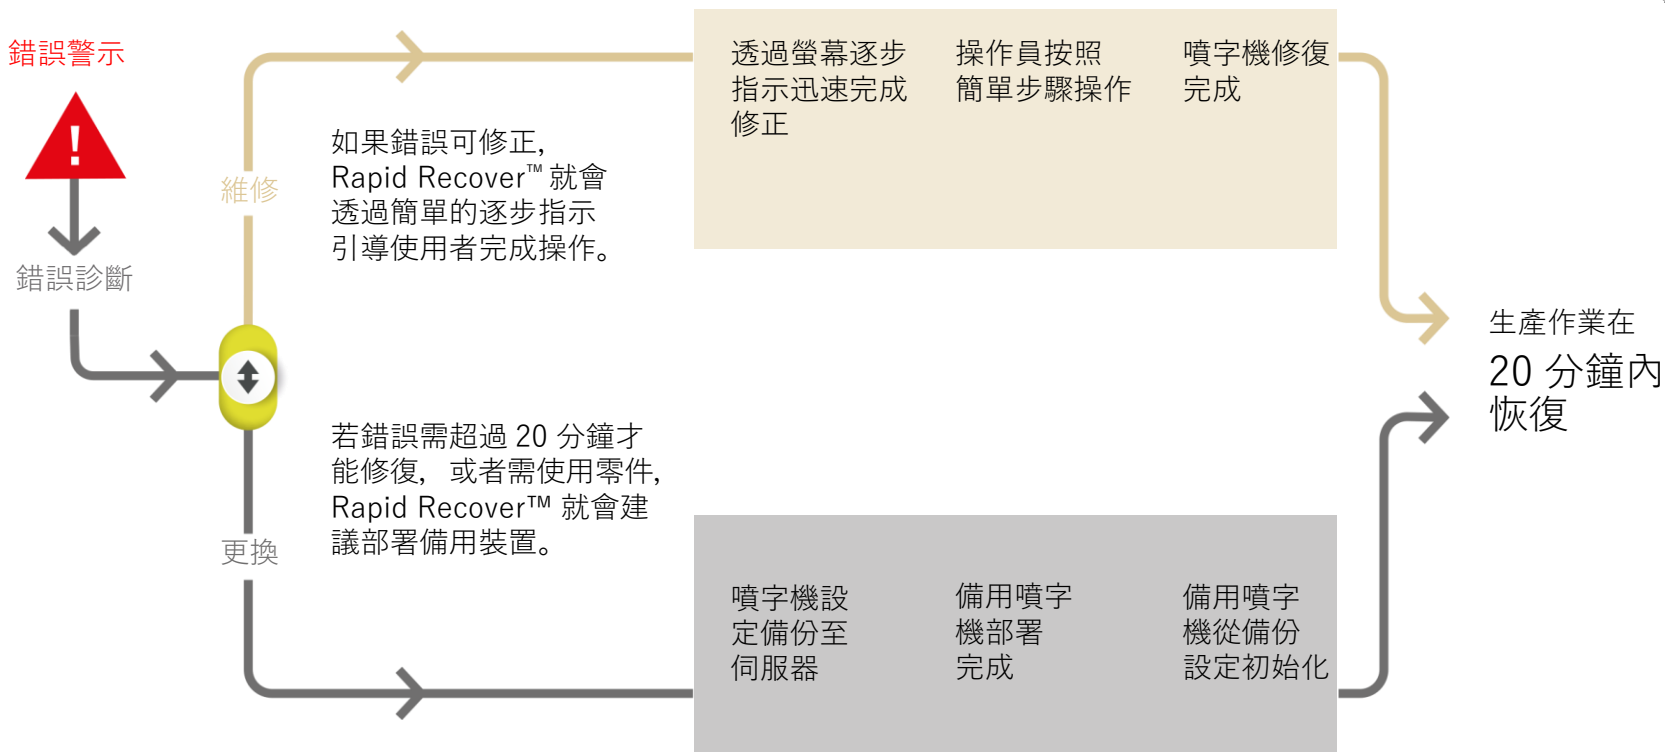 錯誤警示
!
錯誤診斷
維修
如果錯誤可修正,
Rapid Recover™ 就會
透過簡單的逐步指示
引導使用者完成操作。
透過螢幕逐步
指示迅速完成
修正
操作員按照
簡單步驟操作
噴字機修復
完成
更換
若錯誤需超過 20 分鐘才
能修復, 或者需使用零件,
Rapid Recover™ 就會建
議部署備用裝置。
噴字機設
定備份至
伺服器
備用噴字
機部署
完成
備用噴字
機從備份
設定初始化
生產作業在
20 分鐘內
恢復